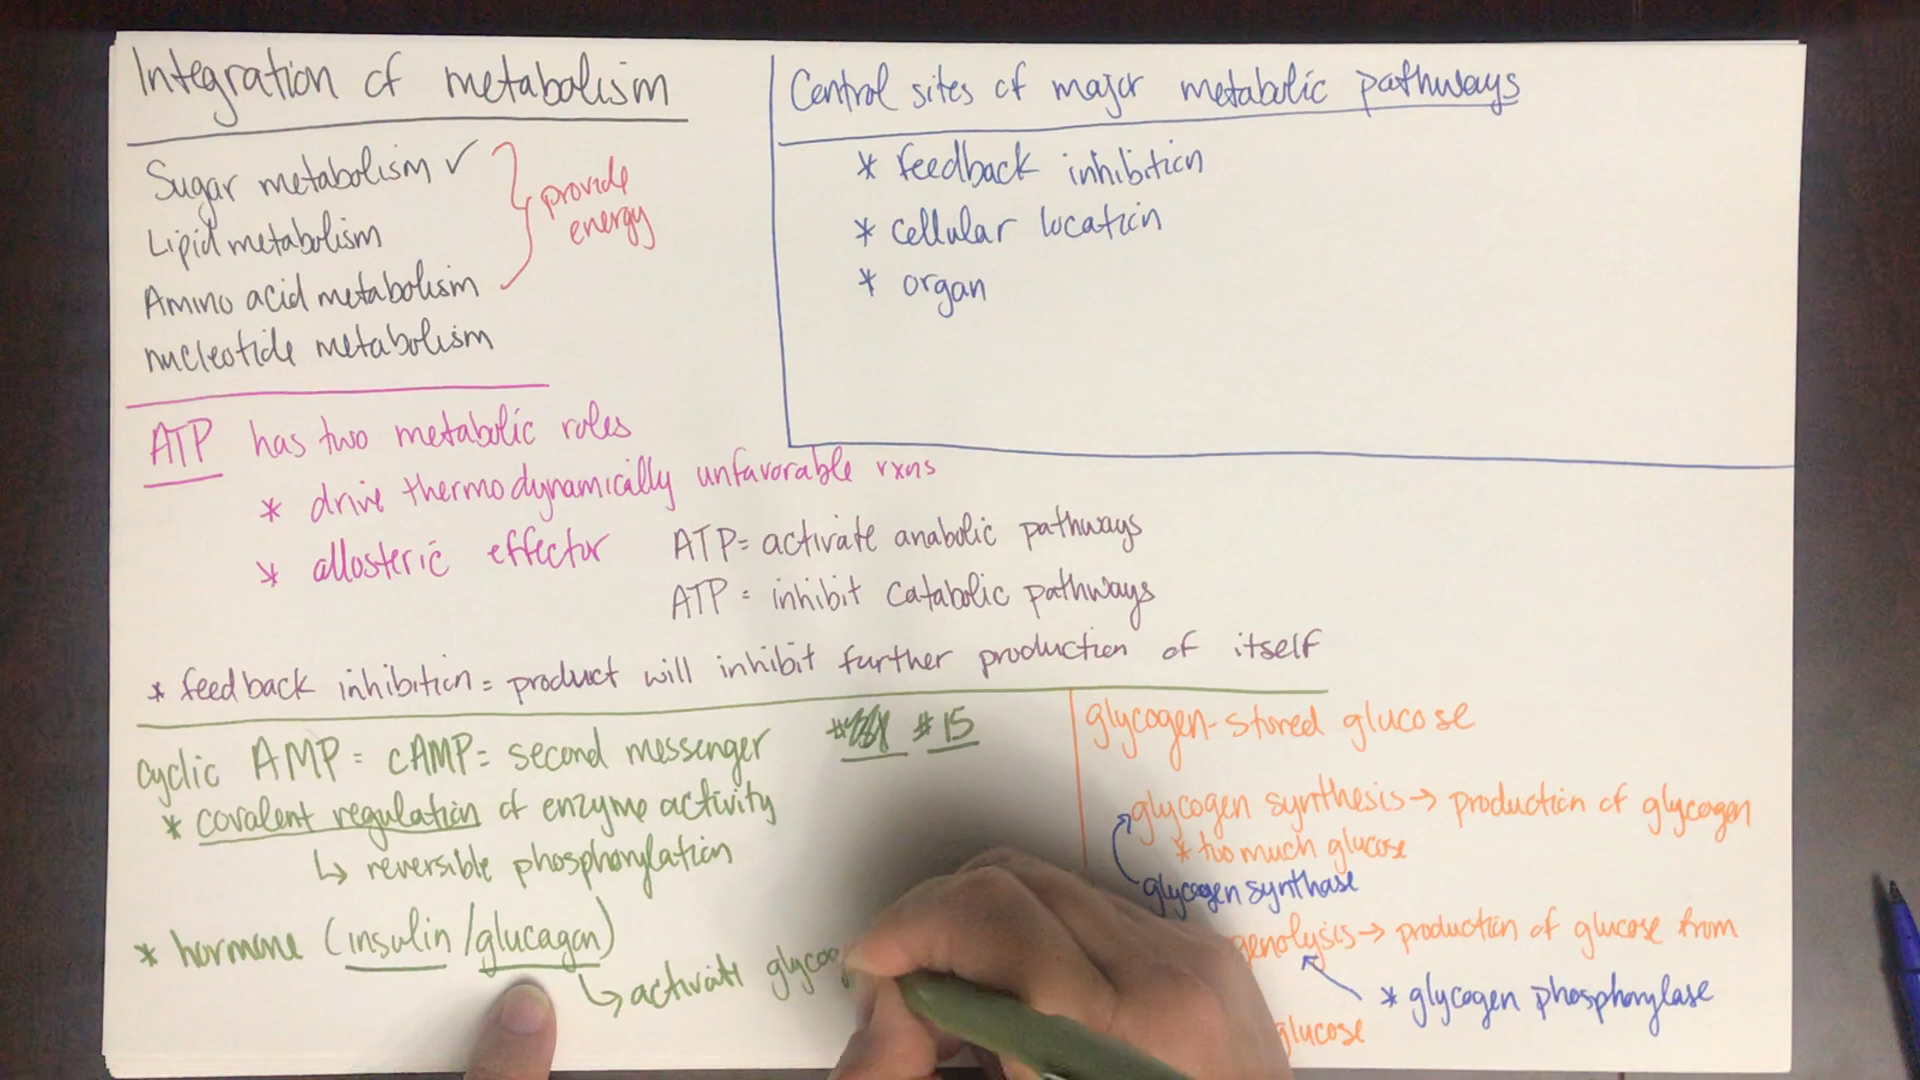 Integration of metabolism
Sugar metabolism ✓
Lipid metabolism
Amino acid metabolism
nucleotide metabolism
provide
energy
Control sites of major metabolic pathways
* feedback inhibition
* cellular location
* organ
ATP has two metabolic roles
* drive thermodynamically unfavorable rxns
* allosteric effector
ATP = activate anabolic pathways
ATP = inhibit catabolic pathways
* feedback inhibition = product will inhibit further production of itself
cyclic AMP = cAMP = second messenger
#15
* covalent regulation of enzyme activity
↳ reversible phosphorylation
* hormone (insulin/glucagon)
↳ activate glycog
glycogen - stored glucose
glycogen synthesis → production of glycogen
* too much glucose
glycogen synthase
genolysis → production of glucose from
* glycogen phosphorylase
glucose